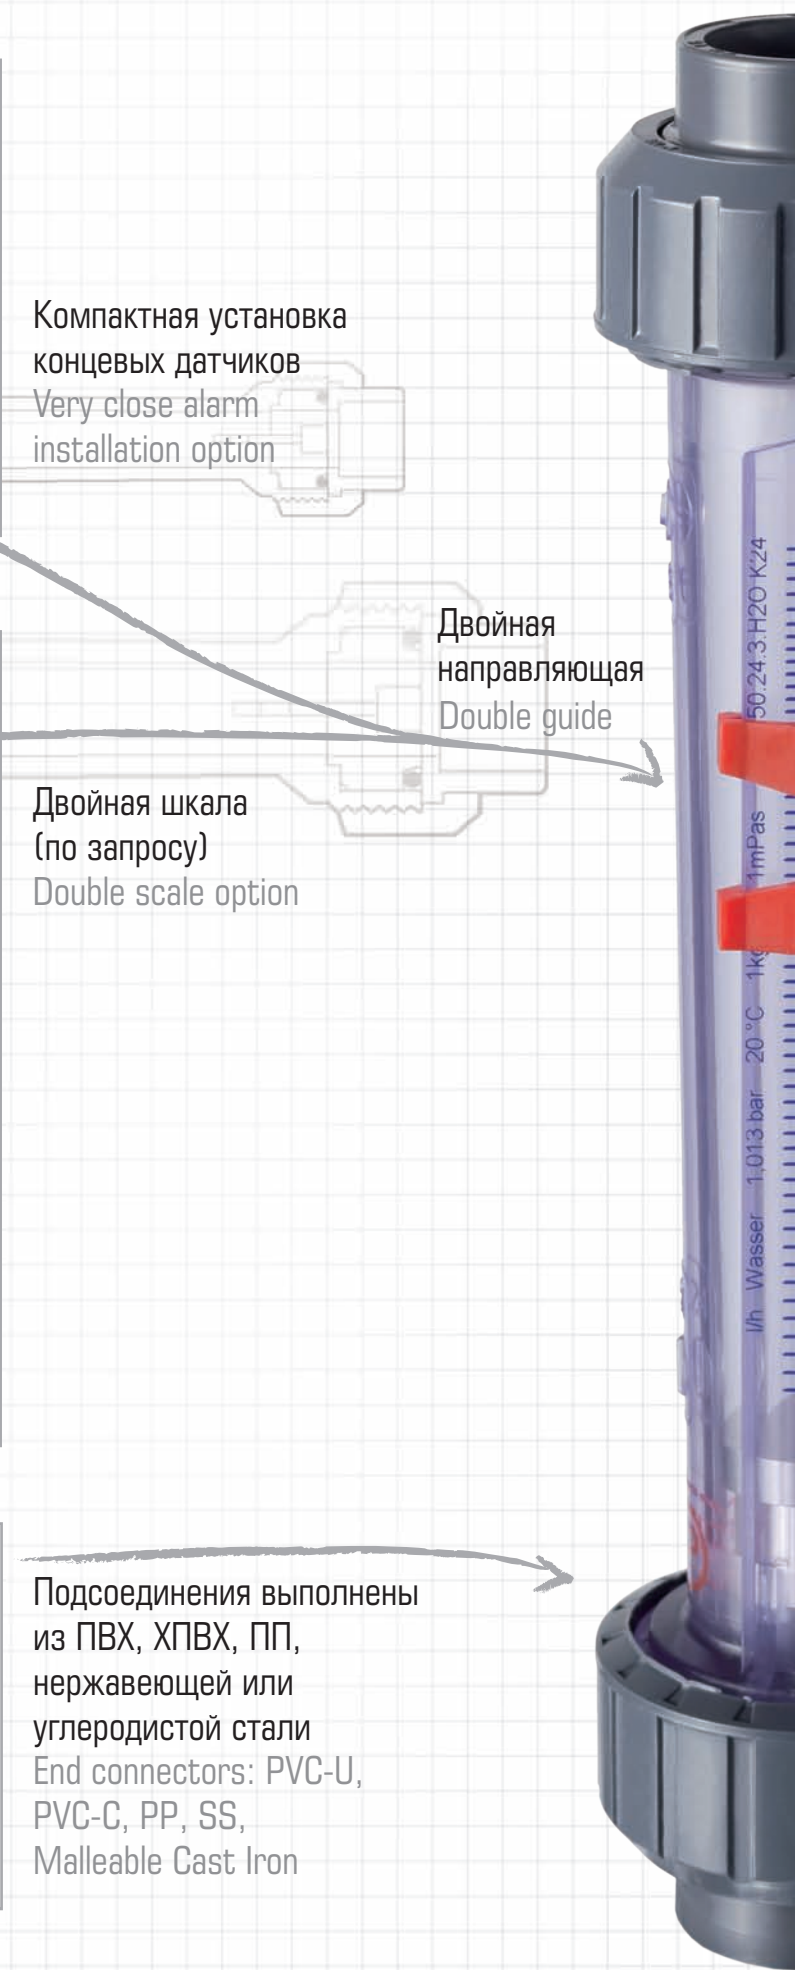 Компактная установка
концевых датчиков
Very close alarm
installation option
Двойная
направляющая
Double guide
Двойная шкала
(по запросу)
Double scale option
Подсоединения выполнены
из ПВХ, ХПВХ, ПП,
нержавеющей или
углеродистой стали
End connectors: PVC-U,
PVC-C, PP, SS,
Malleable Cast Iron
l/h Wasser 1,013 bar 20 °C 1mPas 50.24.3.H2O K24